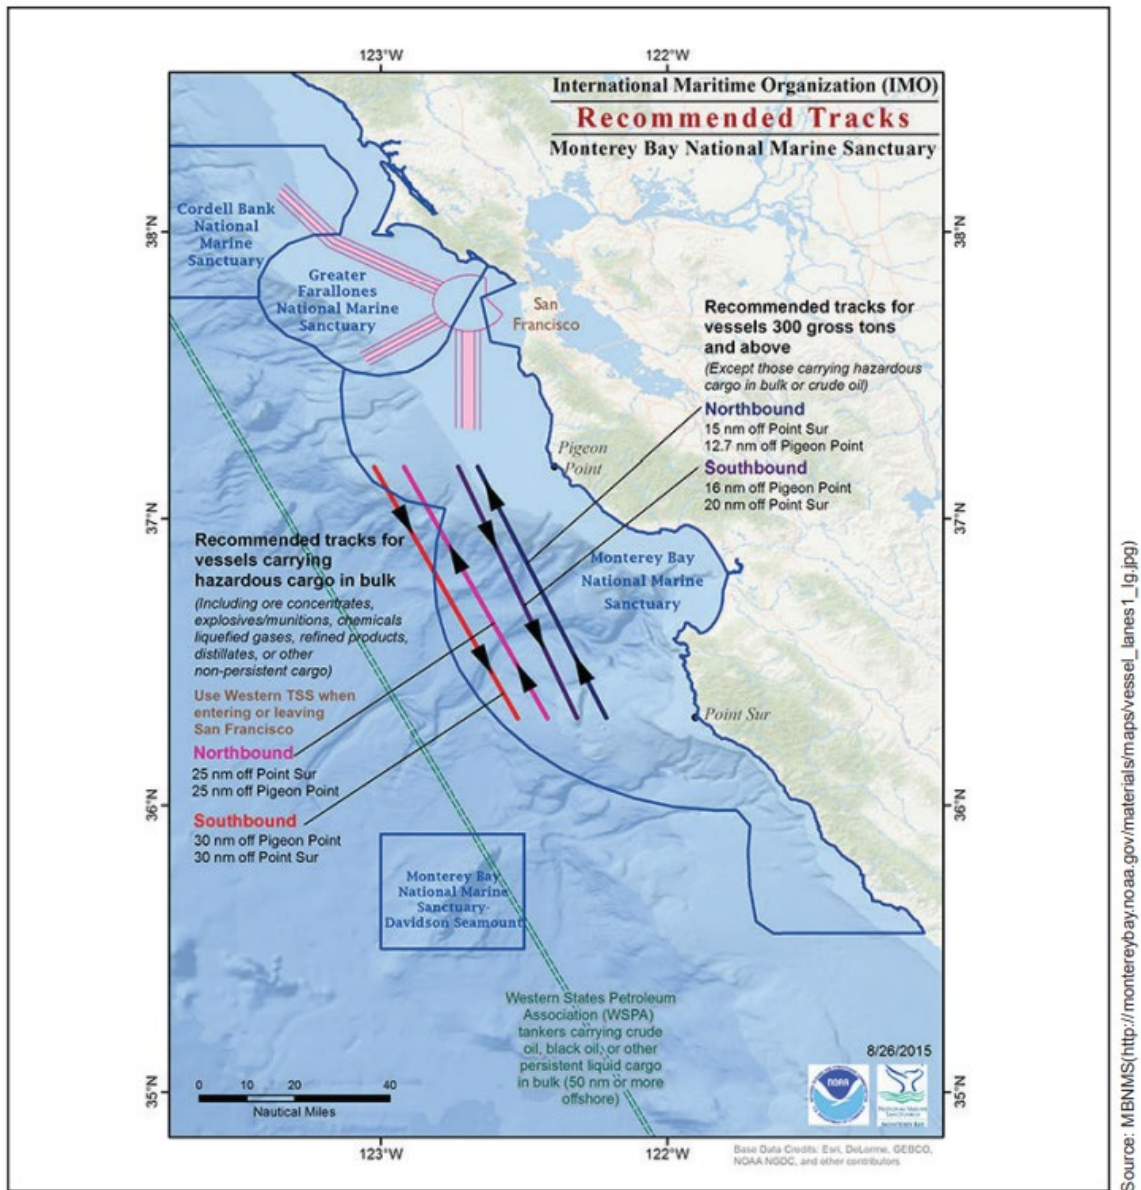 123°W
122°W
International Maritime Organization (IMO)
Recommended Tracks
Monterey Bay National Marine Sanctuary
38°N
38°N
Cordell Bank
National
Marine
Sanctuary
Greater
Farallones
National Marine
Sanctuary
San
Francisco
Recommended tracks for
vessels 300 gross tons
and above
(Except those carrying hazardous
cargo in bulk or crude oil)
Northbound
15 nm off Point Sur
12.7 nm off Pigeon Point
Southbound
16 nm off Pigeon Point
20 nm off Point Sur
Pigeon
Point
37°N
37°N
Recommended tracks for
vessels carrying
hazardous cargo in bulk
(Including ore concentrates,
explosives/munitions, chemicals
liquefied gases, refined products,
distillates, or other
non-persistent cargo)
Use Western TSS when
entering or leaving
San Francisco
Northbound
25 nm off Point Sur
25 nm off Pigeon Point
Southbound
30 nm off Pigeon Point
30 nm off Point Sur
Monterey Bay
National Marine
Sanctuary
Point Sur
36°N
36°N
Monterey Bay
National Marine
Sanctuary-
Davidson Seamount
Western States Petroleum
Association (WSPA)
tankers carrying crude
oil, black oil, or other
persistent liquid cargo
in bulk (50 nm or more
offshore)
8/26/2015
NOAA
NATIONAL MARINE
SANCTUARIES
MONTEREY BAY
35°N
35°N
0 10 20 40
Nautical Miles
123°W
122°W
Base Data Credits: Esri, DeLorme, GEBCO,
NOAA NGDC, and other contributors
Source: MBNMS(http://montereybay.noaa.gov/materials/maps/vessel_lanes1_lg.jpg)